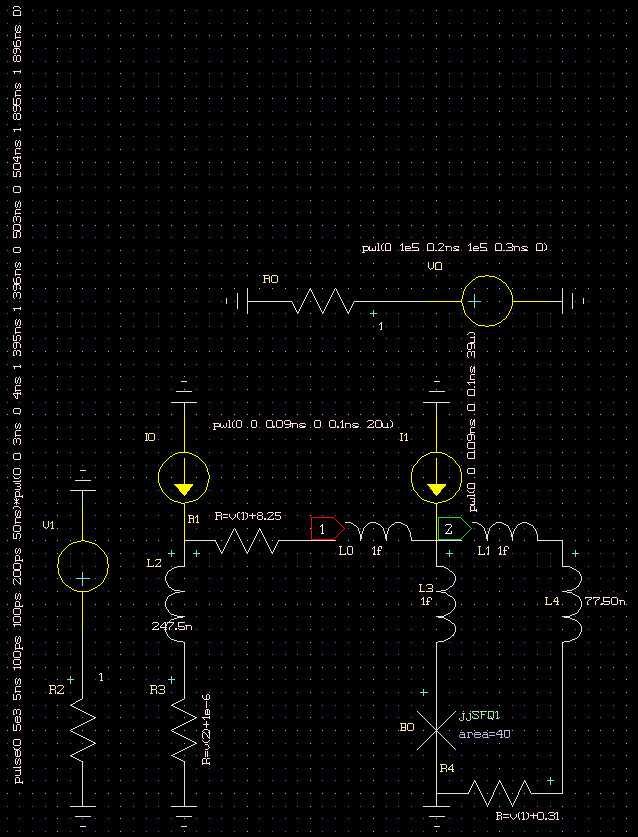 pulse(0 5e3 5ns 100ps 100ps 200ps 50ns)*pwl(0 0 3ns 0 4ns 1 395ns 1 396ns 0 503ns 0 504ns 1 895ns 1 896ns 0)
pwl(0 1e5 0.2ns 1e5 0.3ns 0)
V0
R0
1
pwl(0 0 0.09ns 0 0.1ns 39u)
pwl(0 0 0.09ns 0 0.1ns 20u)
I0
I1
R1
R=v(1)+8.25
V1
1
2
L0 1f
L1 1f
L2
247.5n
L3
1f
L4
77.50n
R2
1
R3
R=v(2)+1e-6
B0
jjSFQ1
area=40
R4
R=v(1)+0.31